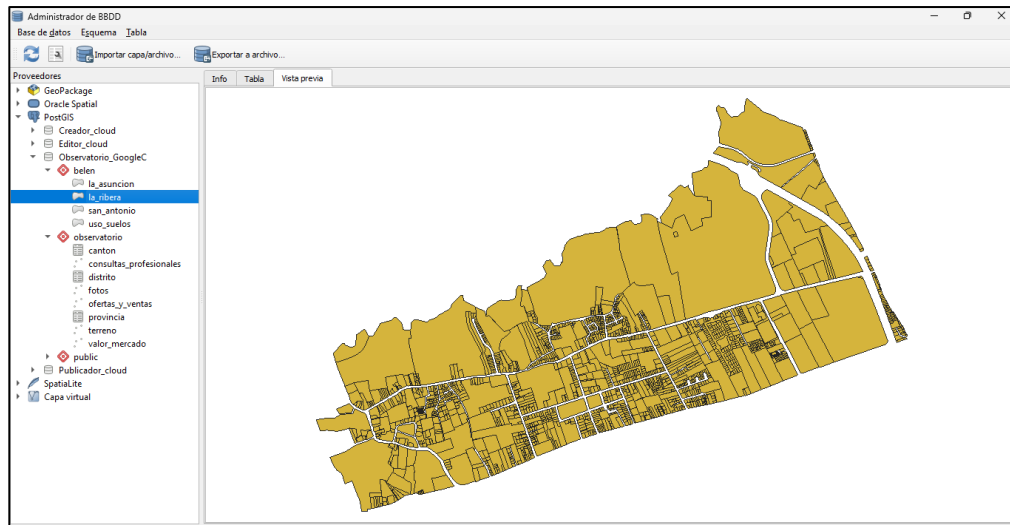 Administrador de BBDD
Base de datos Esquema Tabla
Importar capa/archivo... Exportar a archivo...
Proveedores
Info Tabla Vista previa
GeoPackage
Oracle Spatial
PostGIS
Creador_cloud
Editor_cloud
Observatorio_GoogleC
belen
la_asuncion
la_ribera
san_antonio
uso_suelos
observatorio
canton
consultas_profesionales
distrito
fotos
ofertas_y_ventas
provincia
terreno
valor_mercado
public
Publicador_cloud
SpatiaLite
Capa virtual